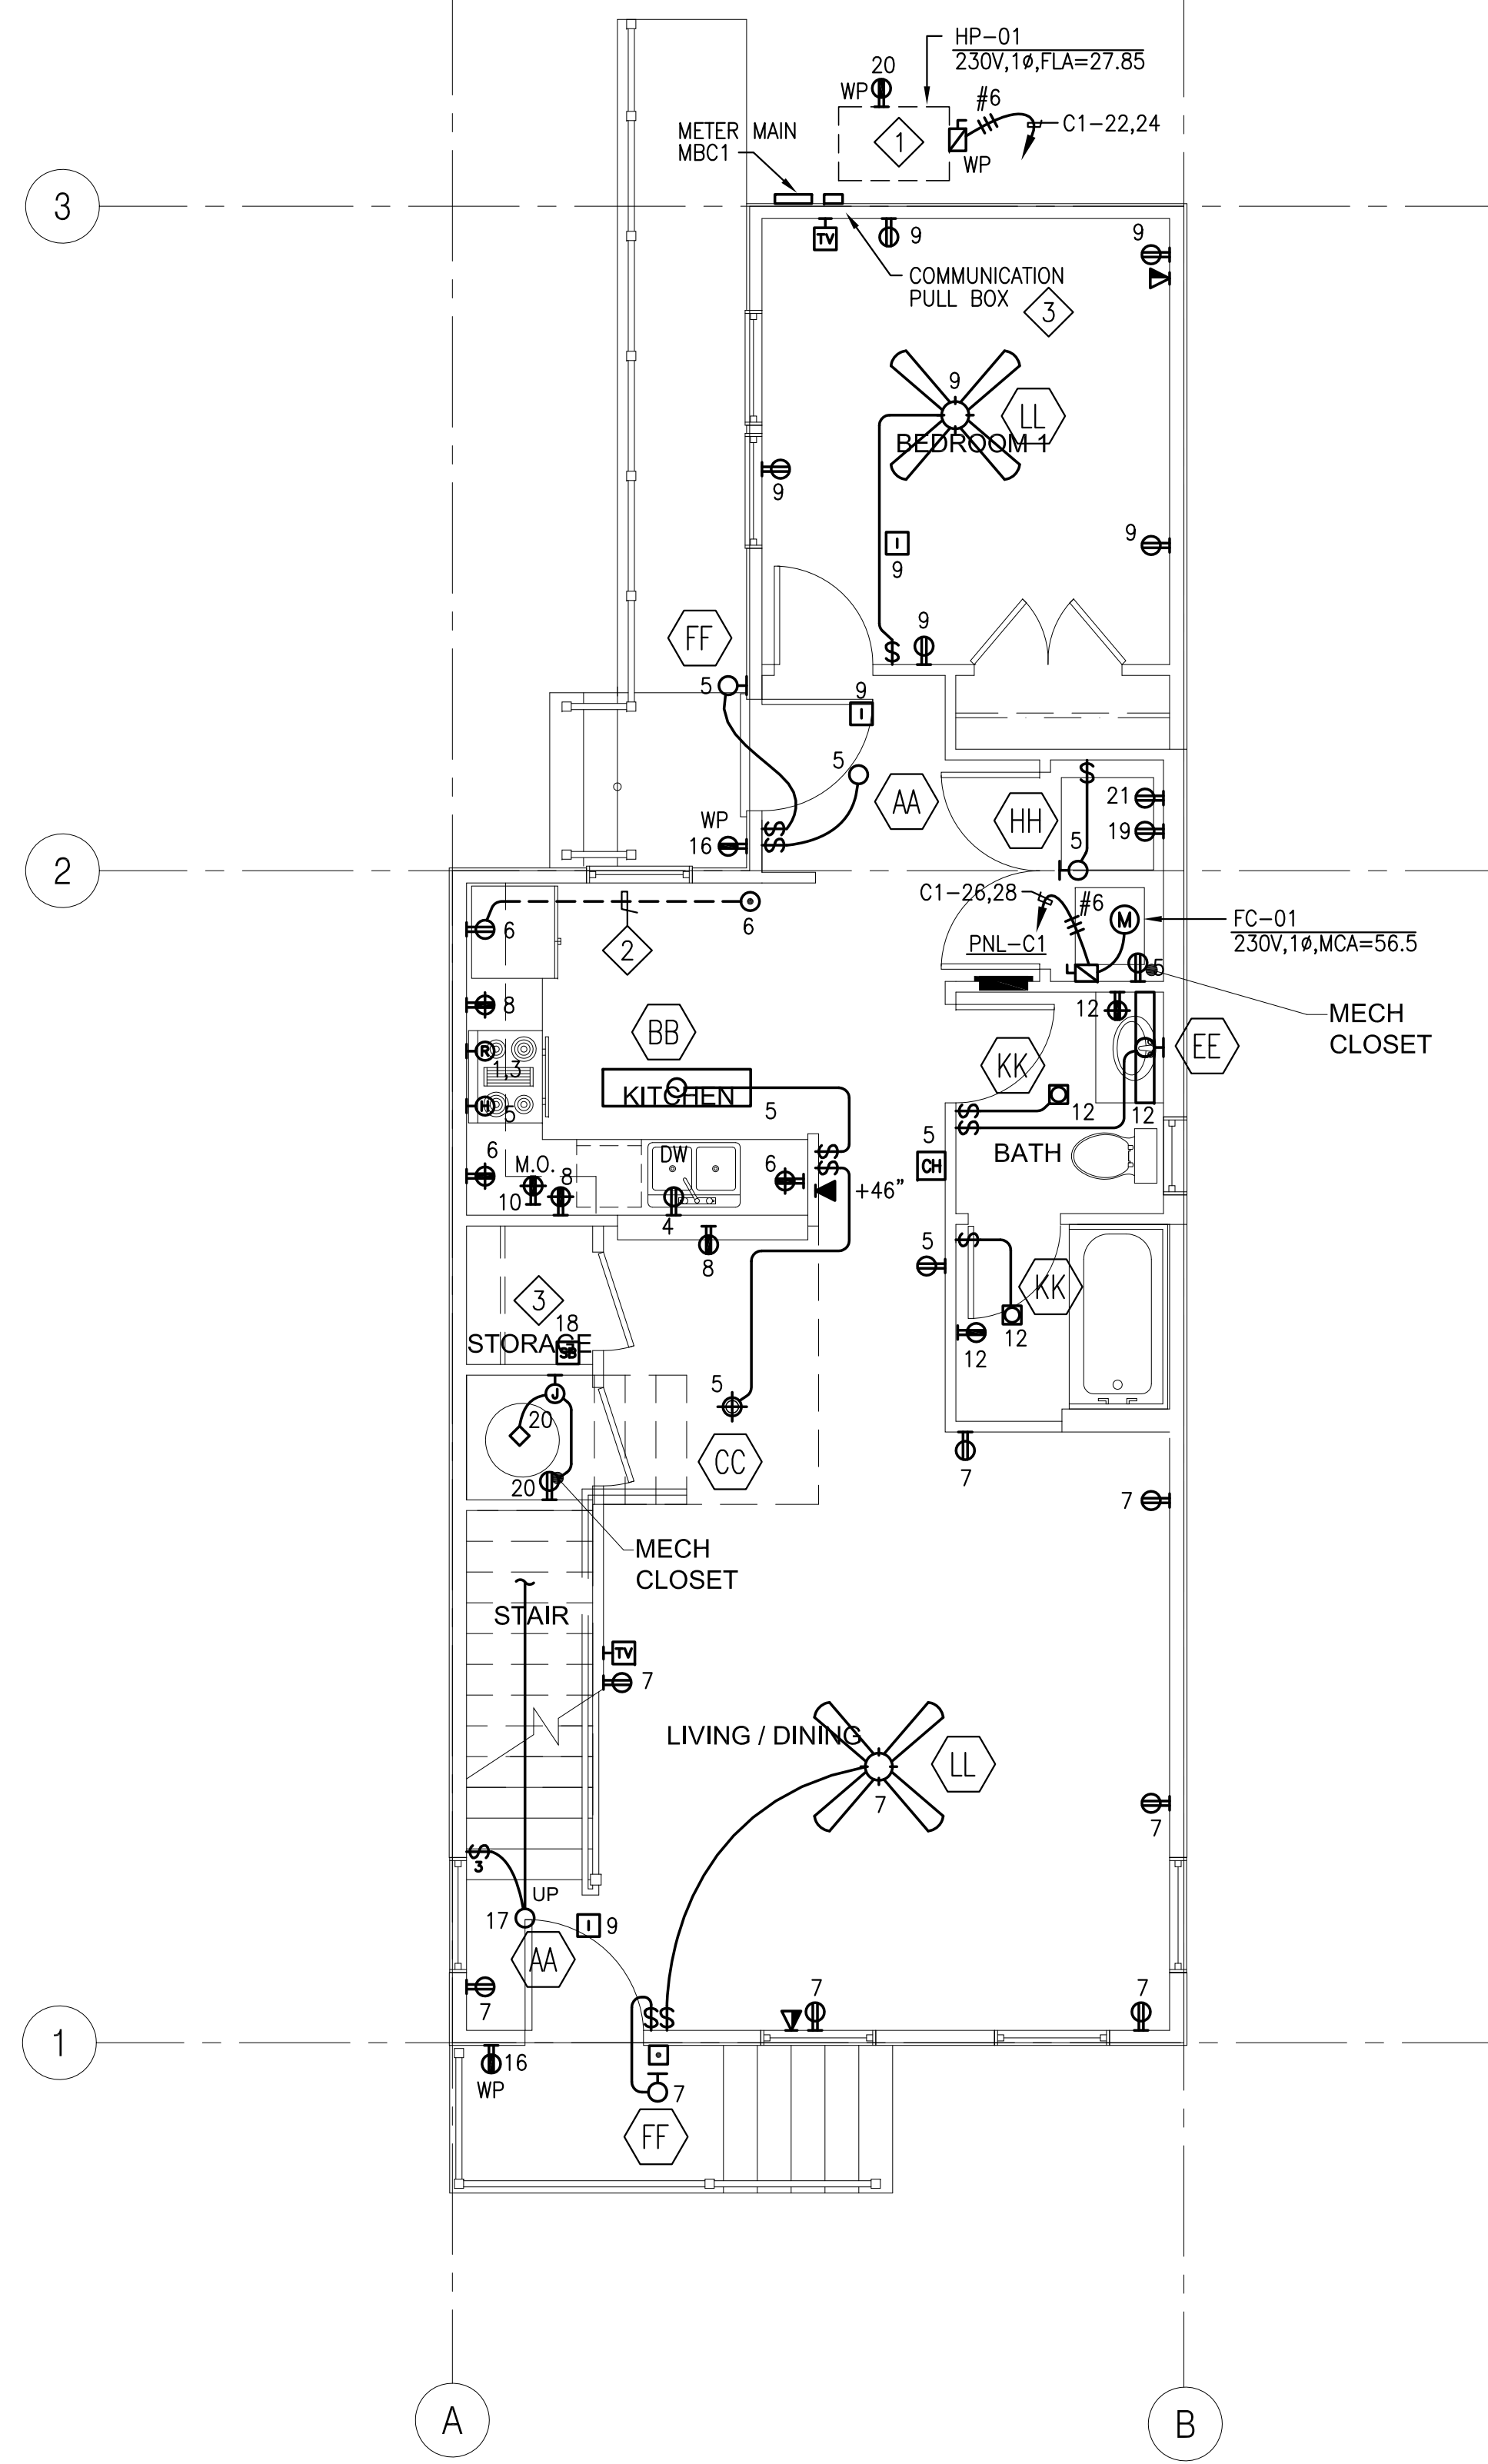 HP-01
230V,1ø,FLA=27.85
20
WP
#6
C1-22,24
METER MAIN
MBC1
1
WP
3
TV
9
9
COMMUNICATION
PULL BOX
3
9
LL
BEDROOM 1
9
9
I
9
9
FF
5
9
I
5
AA
HH
21
19
WP
16
5
2
C1-26,28
#6
M
FC-01
230V,1ø,MCA=56.5
6
6
2
PNL-C1
5
MECH
CLOSET
8
BB
12
EE
R
1,3
KK
KITCHEN
H
5
5
12
12
6
M.O.
8
DW
6
5
CH
BATH
10
4
+46"
8
5
KK
3
18
STORAGE
SB
12
12
5
J
20
CC
20
7
7
MECH
CLOSET
STAIR
TV
7
LIVING / DINING
LL
7
7
3
UP
17
I
9
AA
7
7
7
1
16
WP
7
FF
A
B